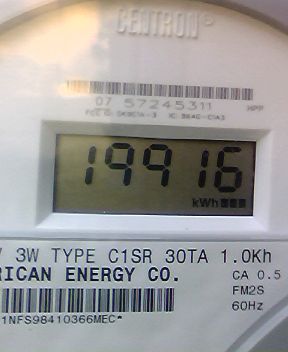 CENTRON
07 57245311
HPP
19916
kWh
3W TYPE C1SR 30TA 1.0Kh
RICAN ENERGY CO.
CA 0.5
FM2S
60Hz
1NFS98410366MEC*